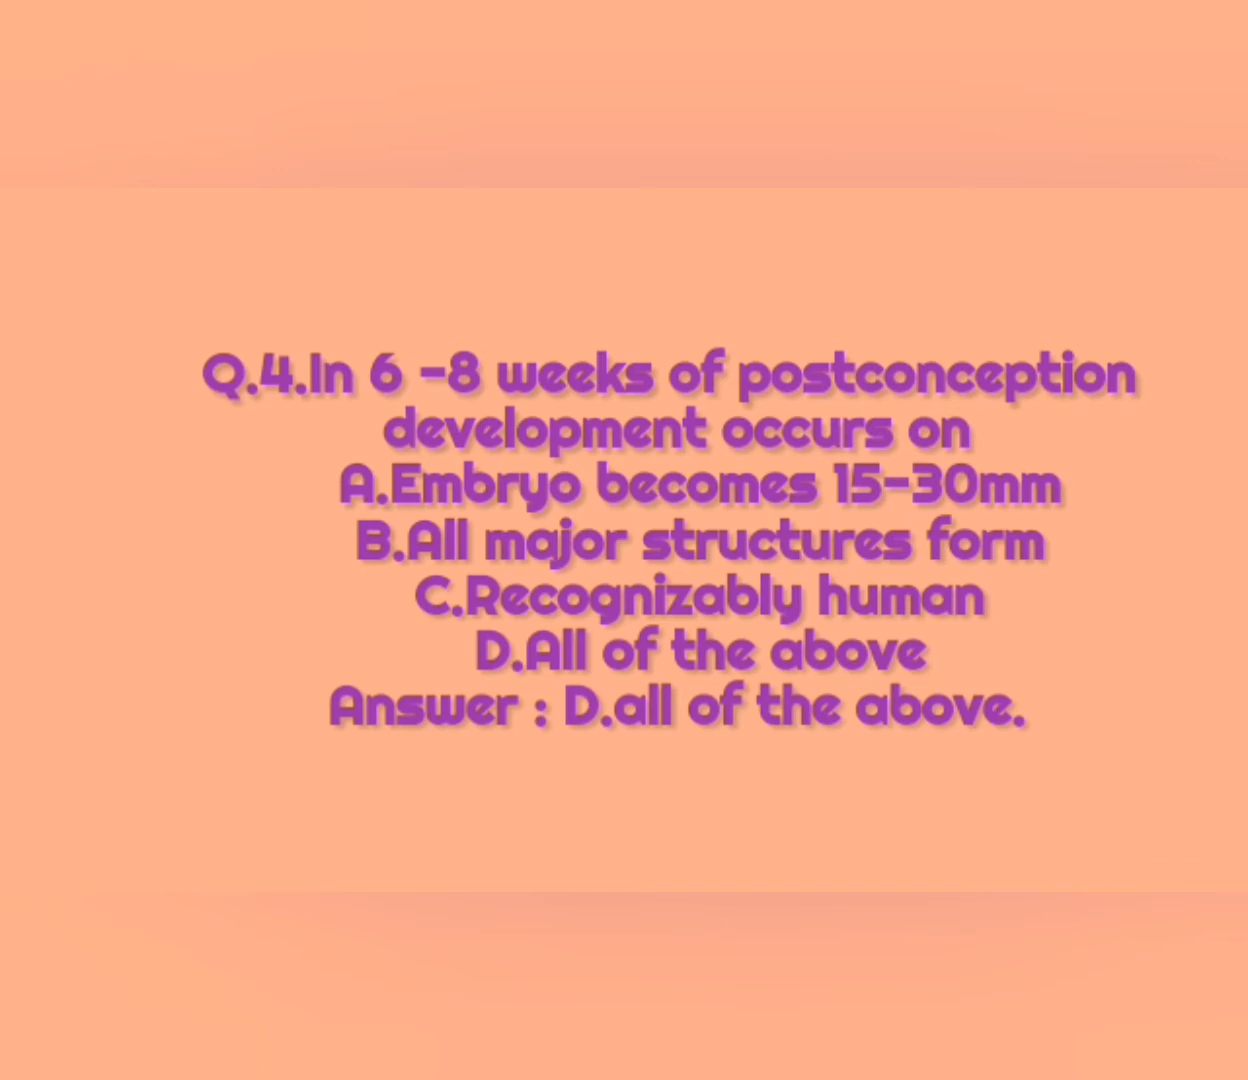 Q.4.In 6 -8 weeks of postconception
development occurs on
A.Embryo becomes 15-30mm
B.All major structures form
C.Recognizably human
D.All of the above
Answer : D.all of the above.